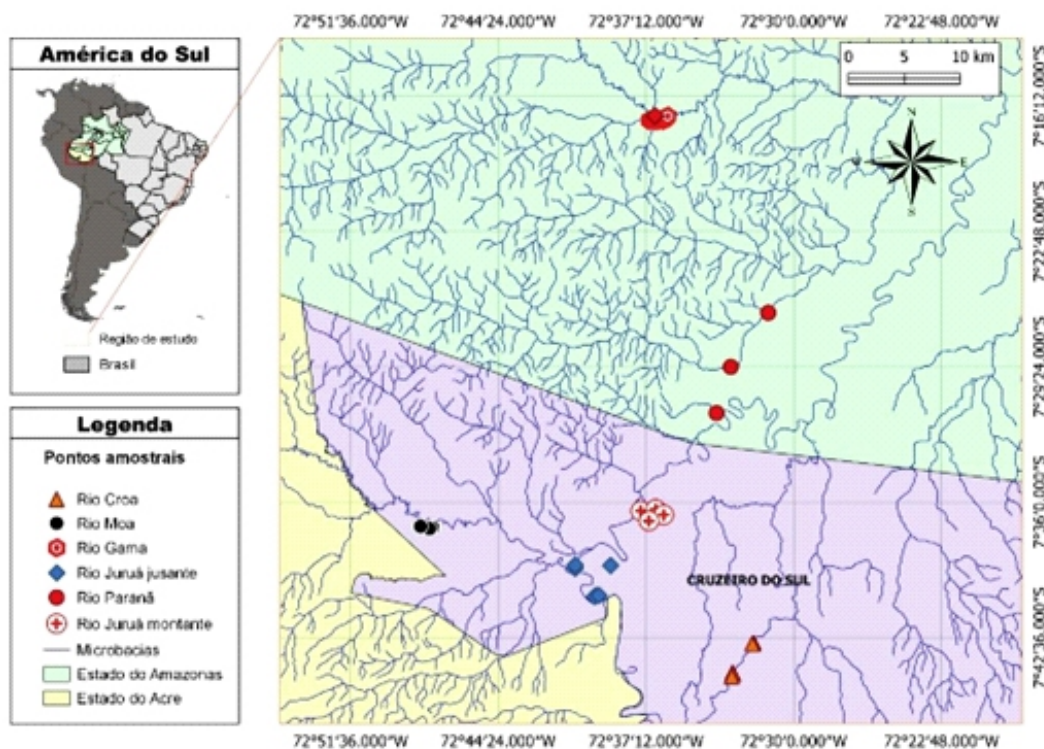 72°51'36.000"W 72°44'24.000"W 72°37'12.000"W 72°30'0.000"W 72°22'48.000"W
América do Sul
Região de estudo
Brasil
Legenda
Pontos amostrais
Rio Croa
Rio Moa
Rio Gama
Rio Juruá jusante
Rio Paranã
Rio Juruá montante
Microbacias
Estado do Amazonas
Estado do Acre
0 5 10 km
N
E
S
CRUZEIRO DO SUL
7°16'12.000"S
7°22'48.000"S
7°29'24.000"S
7°36'0.000"S
7°42'36.000"S
72°51'36.000"W 72°44'24.000"W 72°37'12.000"W 72°30'0.000"W 72°22'48.000"W